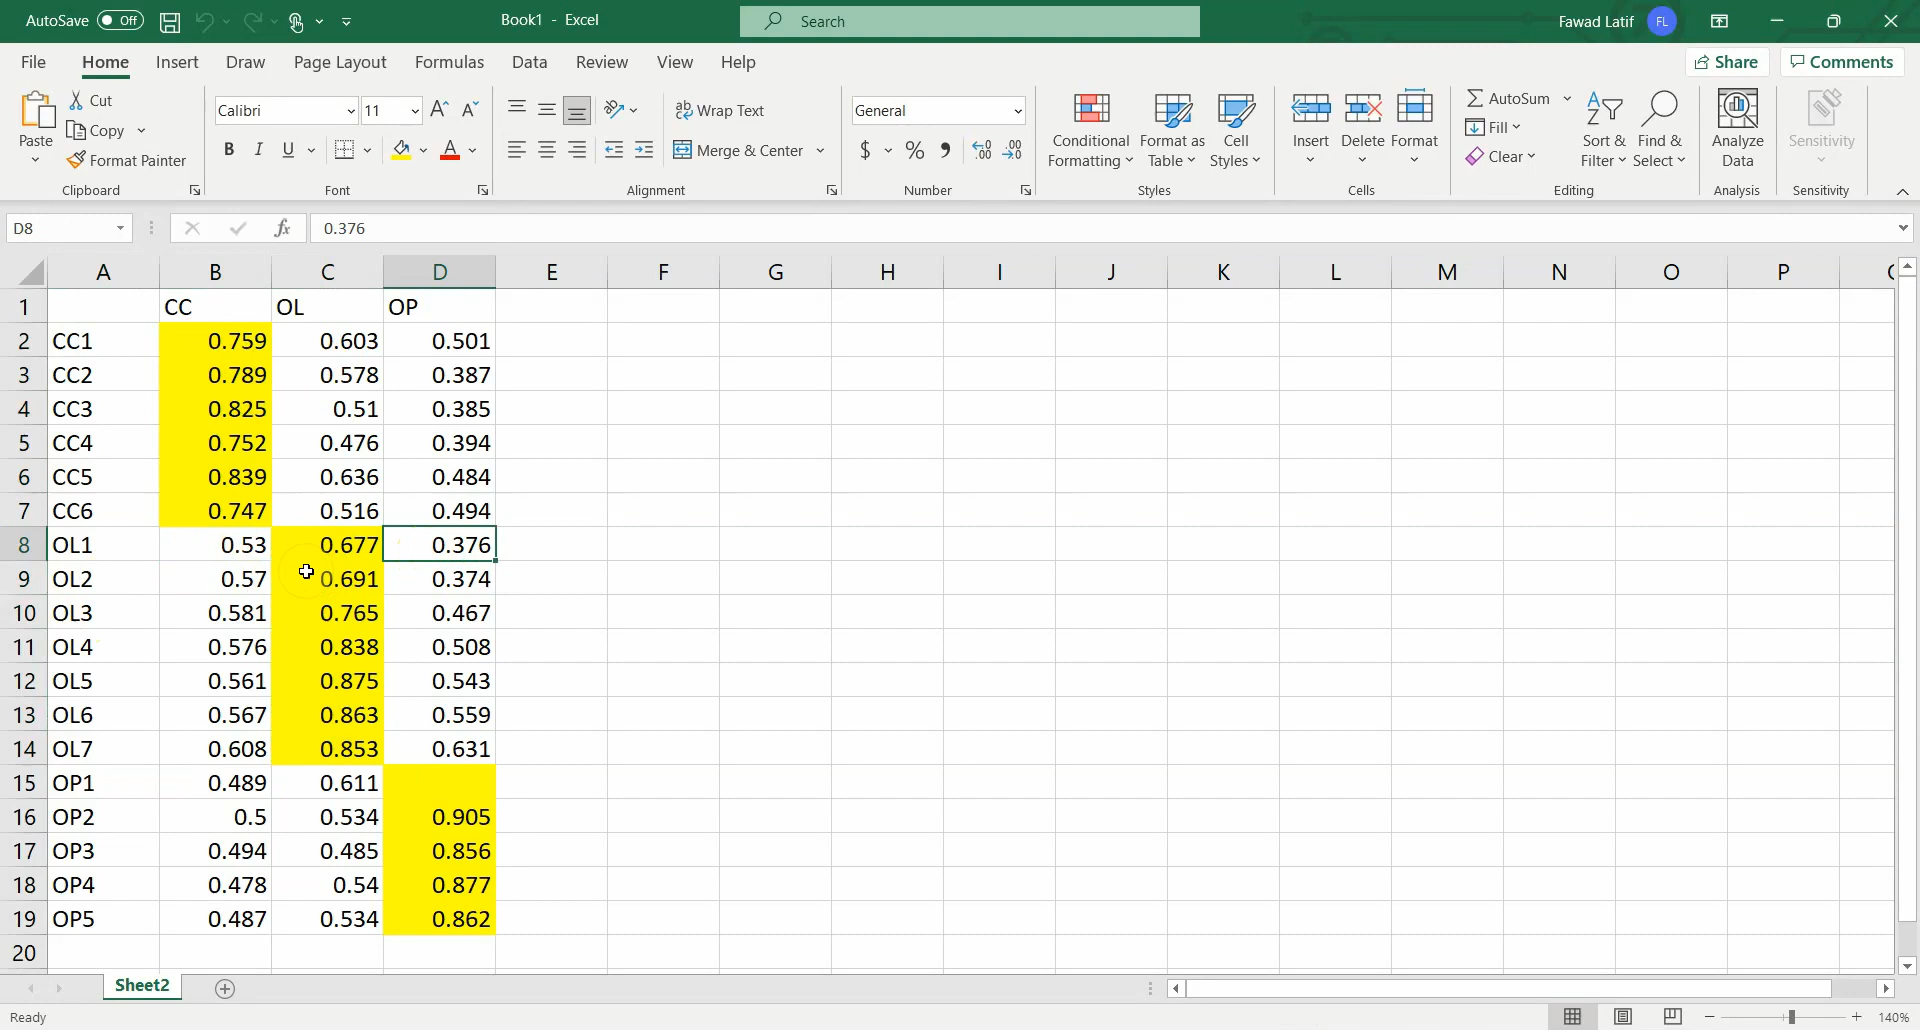 AutoSave Off Book1 - Excel Search Fawad Latif FL
File Home Insert Draw Page Layout Formulas Data Review View Help Share Comments
Paste Cut Copy Format Painter Clipboard
Calibri 11 B I U A Font
ab Wrap Text Merge & Center Alignment
General $ % 9 .00 Number
Conditional Formatting Format as Table Cell Styles Styles
Insert Delete Format Cells
AutoSum Fill Clear Sort & Filter Find & Select Editing
Analyze Data Analysis
Sensitivity Sensitivity
D8 fx 0.376
A B C D E F G H I J K L M N O P
1 CC OL OP
2 CC1 0.759 0.603 0.501
3 CC2 0.789 0.578 0.387
4 CC3 0.825 0.51 0.385
5 CC4 0.752 0.476 0.394
6 CC5 0.839 0.636 0.484
7 CC6 0.747 0.516 0.494
8 OL1 0.53 0.677 0.376
9 OL2 0.57 0.691 0.374
10 OL3 0.581 0.765 0.467
11 OL4 0.576 0.838 0.508
12 OL5 0.561 0.875 0.543
13 OL6 0.567 0.863 0.559
14 OL7 0.608 0.853 0.631
15 OP1 0.489 0.611
16 OP2 0.5 0.534 0.905
17 OP3 0.494 0.485 0.856
18 OP4 0.478 0.54 0.877
19 OP5 0.487 0.534 0.862
20
Sheet2
Ready 140%